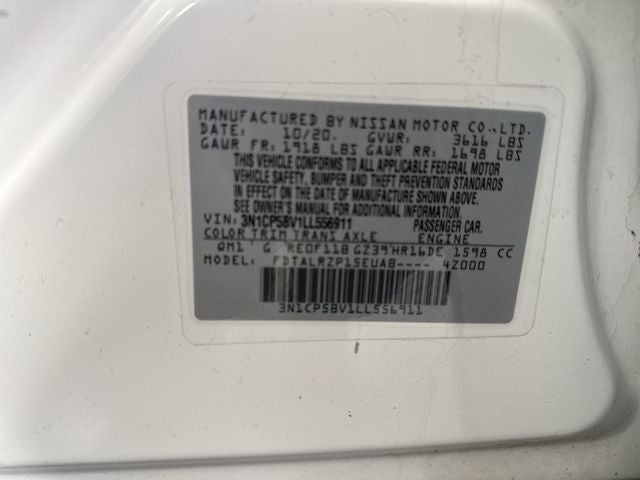 MANUFACTURED BY NISSAN MOTOR CO., LTD.
DATE: 10/20. GVWR: 3616 LBS
GAWR FR: 1918 LBS GAWR RR: 1698 LBS
THIS VEHICLE CONFORMS TO ALL APPLICABLE FEDERAL MOTOR
VEHICLE SAFETY, BUMPER AND THEFT PREVENTION STANDARDS
IN EFFECT ON THE DATE OF MANUFACTURE SHOWN ABOVE.
SEE OWNER'S MANUAL FOR ADDITIONAL INFORMATION.
VIN: 3N1CP5BV1LL556911 PASSENGER CAR.
COLOR TRIM TRANS AXLE ENGINE
QM1 G RE0F11B GZ39 HR16DE 1598 CC
MODEL: FDTALRZP15EUAB---- 4Z000
3N1CP5BV1LL556911